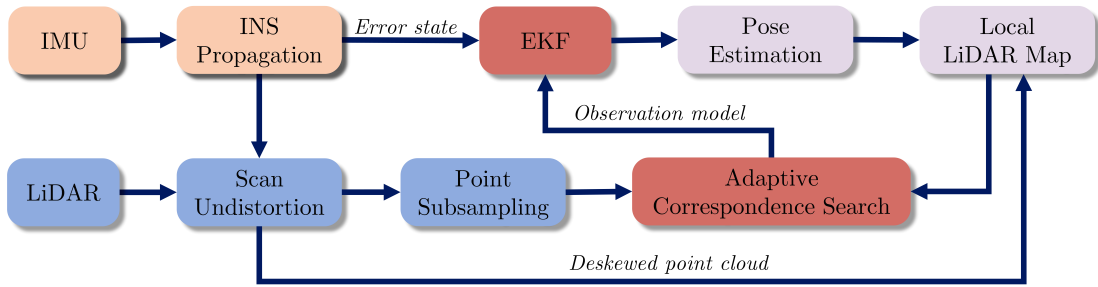 IMU
INS
Propagation
Error state
EKF
Pose
Estimation
Local
LiDAR Map
Observation model
LiDAR
Scan
Undistortion
Point
Subsampling
Adaptive
Correspondence Search
Deskewed point cloud